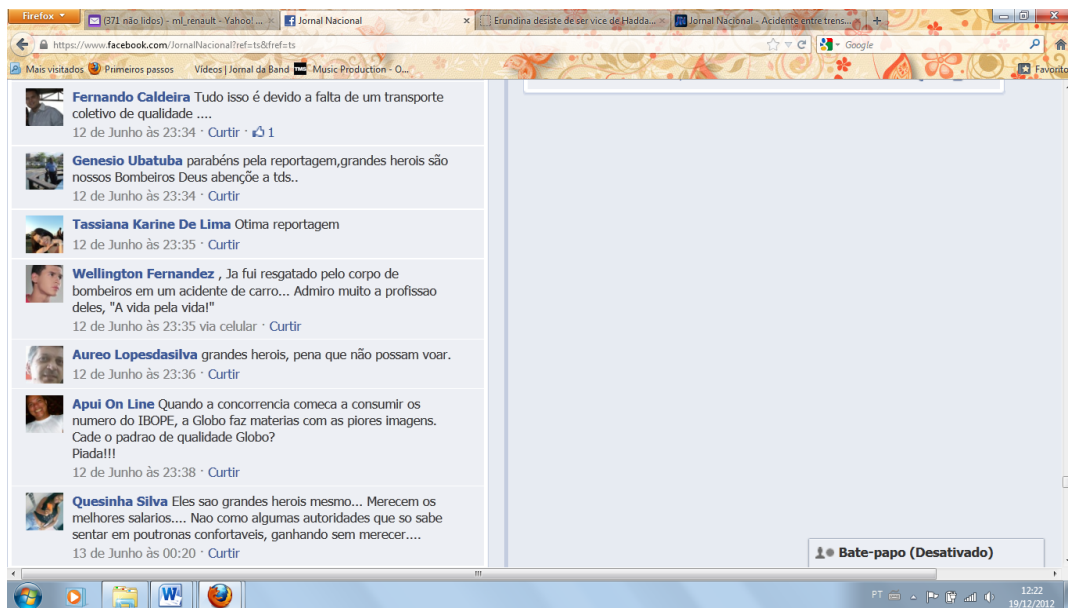 Firefox
(371 não lidos) - ml_renault - Yahoo! ...
Jornal Nacional
Erundina desiste de ser vice de Hadda...
Jornal Nacional - Acidente entre trens...
https://www.facebook.com/JornalNacional?ref=ts&fref=ts
Google
Mais visitados
Primeiros passos
Vídeos | Jornal da Band
Music Production - O...
Favorito
Fernando Caldeira Tudo isso é devido a falta de um transporte
coletivo de qualidade ....
12 de Junho às 23:34 · Curtir · 1
Genesio Ubatuba parabéns pela reportagem,grandes herois são
nossos Bombeiros Deus abençõe a tds..
12 de Junho às 23:34 · Curtir
Tassiana Karine De Lima Otima reportagem
12 de Junho às 23:35 · Curtir
Wellington Fernandez , Ja fui resgatado pelo corpo de
bombeiros em um acidente de carro... Admiro muito a profissao
deles, "A vida pela vida!"
12 de Junho às 23:35 via celular · Curtir
Aureo Lopesdasilva grandes herois, pena que não possam voar.
12 de Junho às 23:36 · Curtir
Apui On Line Quando a concorrencia comeca a consumir os
numero do IBOPE, a Globo faz materias com as piores imagens.
Cade o padrao de qualidade Globo?
Piada!!!
12 de Junho às 23:38 · Curtir
Quesinha Silva Eles sao grandes herois mesmo... Merecem os
melhores salarios.... Nao como algumas autoridades que so sabe
sentar em poutronas confortaveis, ganhando sem merecer....
13 de Junho às 00:20 · Curtir
Bate-papo (Desativado)
PT
12:22
19/12/2012